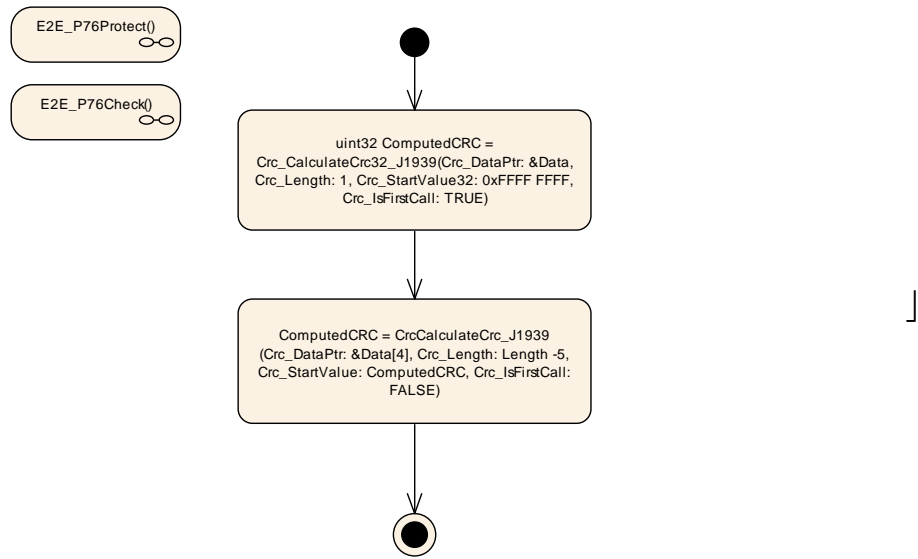 E2E_P76Protect()
E2E_P76Check()
uint32 ComputedCRC =
Crc_CalculateCrc32_J1939(Crc_DataPtr: &Data,
Crc_Length: 1, Crc_StartValue32: 0xFFFF FFFF,
Crc_IsFirstCall: TRUE)
ComputedCRC = CrcCalculateCrc_J1939
(Crc_DataPtr: &Data[4], Crc_Length: Length -5,
Crc_StartValue: ComputedCRC, Crc_IsFirstCall:
FALSE)
⌋